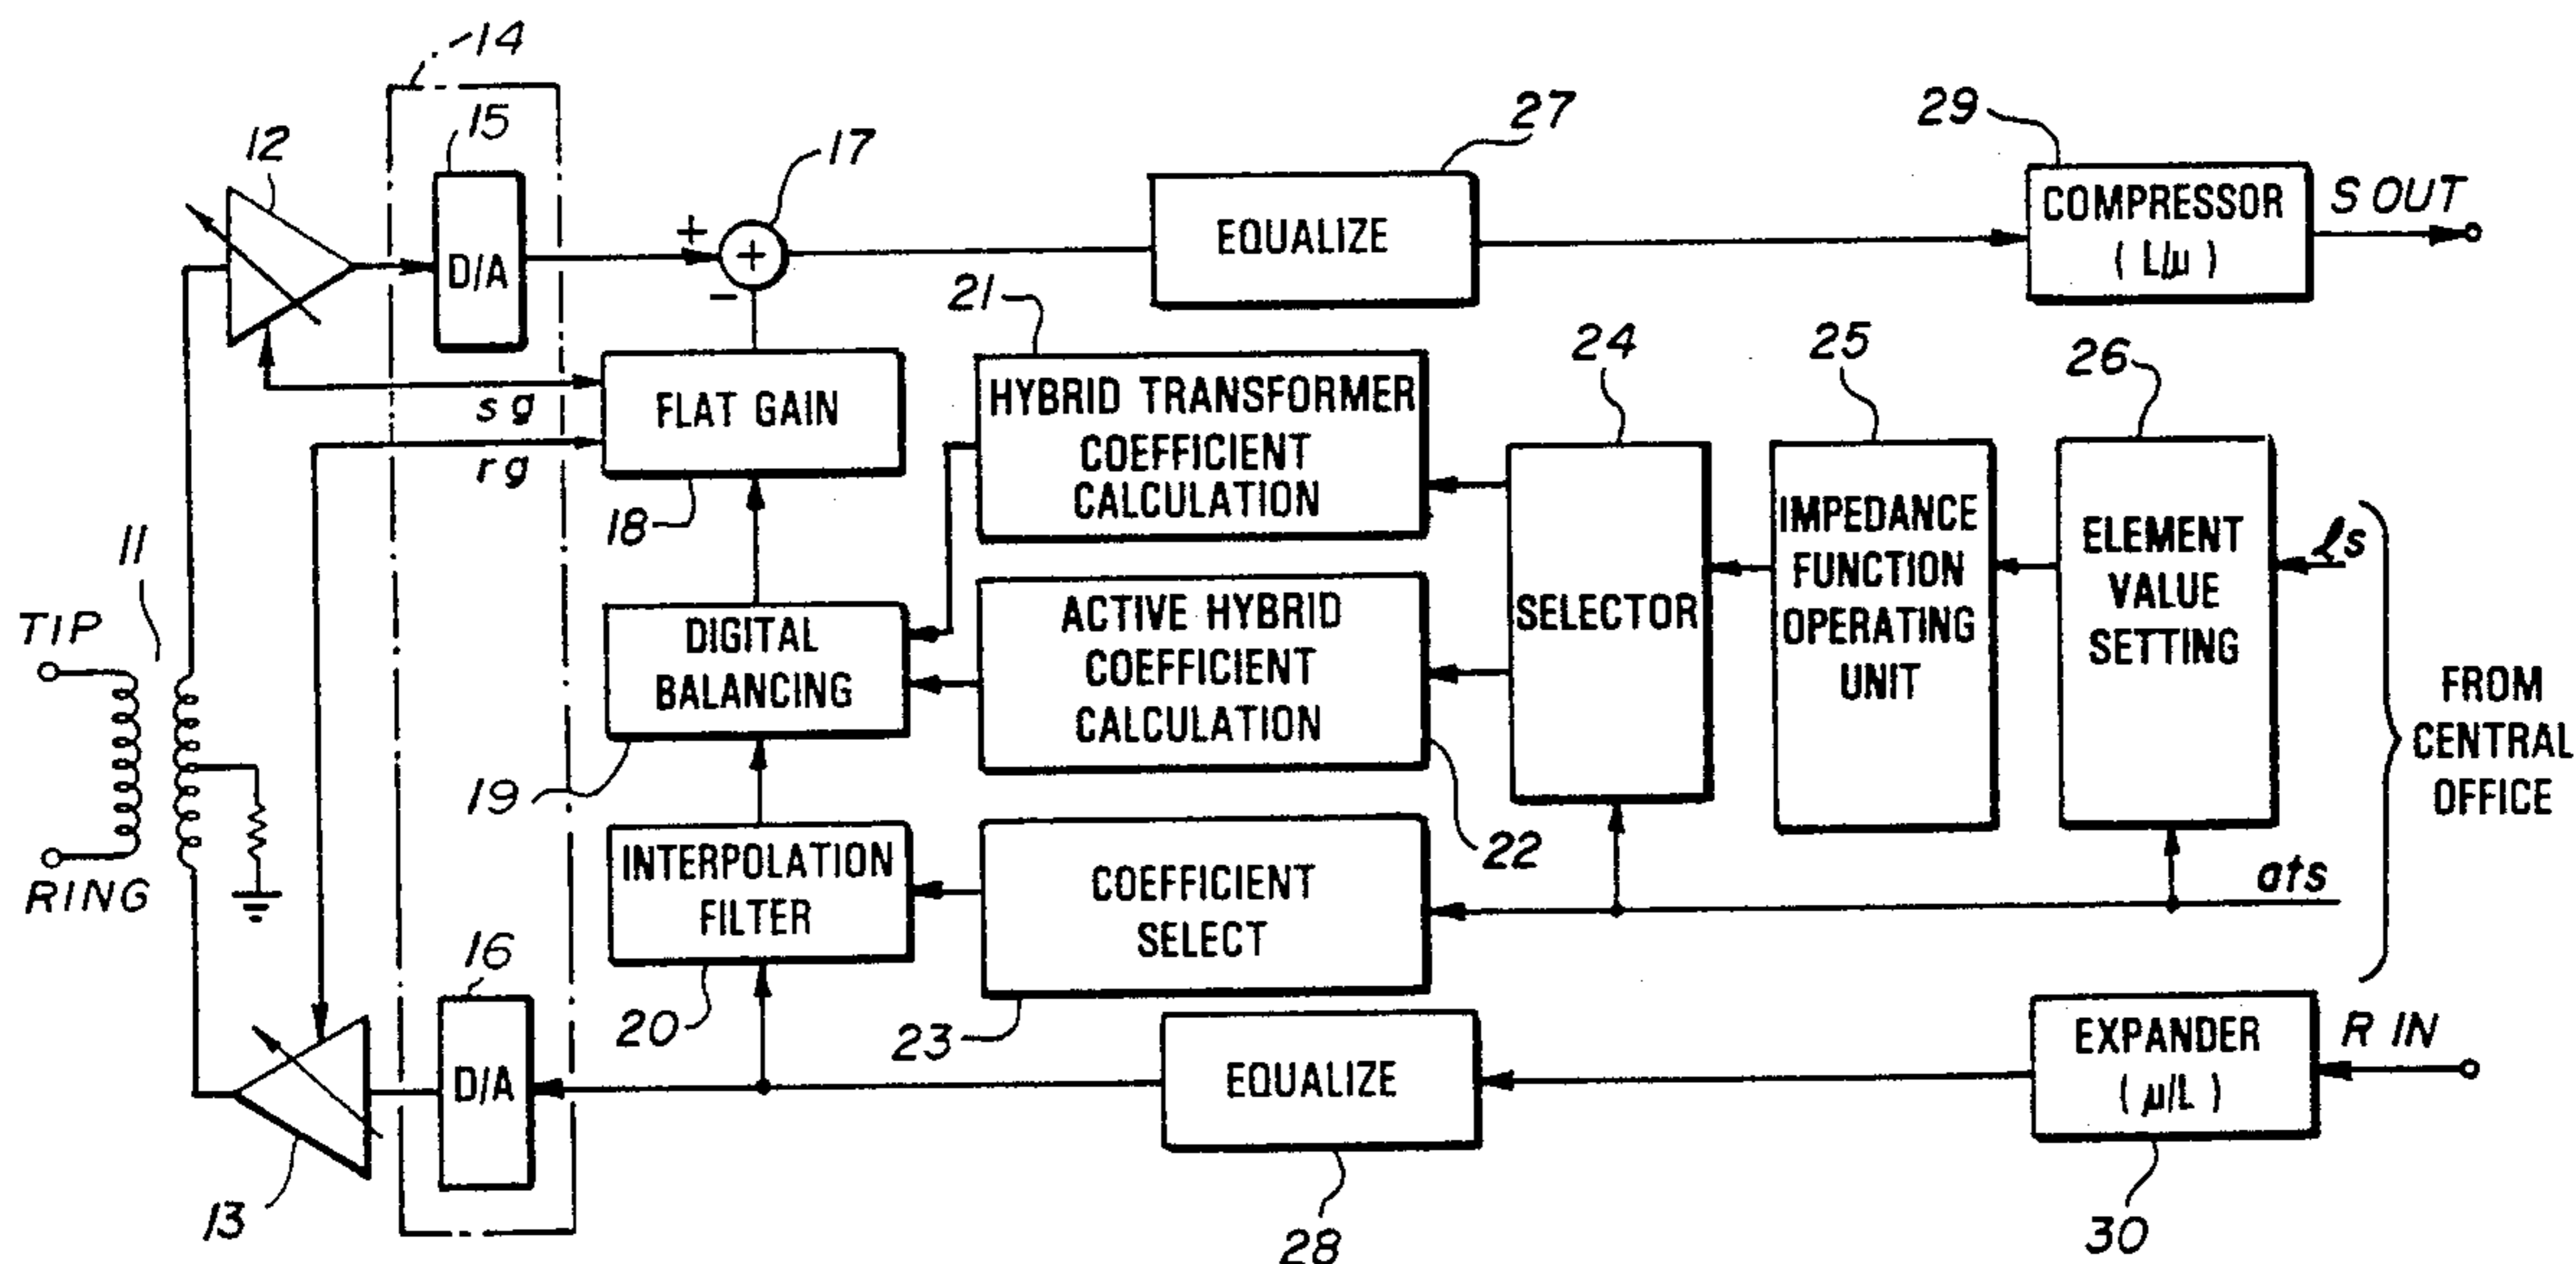 14
15
12
D/A
17
+
+
-
27
EQUALIZE
29
COMPRESSOR
( L/μ )
S OUT
sg
rg
FLAT GAIN
18
21
HYBRID TRANSFORMER
COEFFICIENT
CALCULATION
24
SELECTOR
25
IMPEDANCE
FUNCTION
OPERATING
UNIT
26
ELEMENT
VALUE
SETTING
ℓs
FROM
CENTRAL
OFFICE
11
TIP
RING
DIGITAL
BALANCING
19
ACTIVE HYBRID
COEFFICIENT
CALCULATION
22
INTERPOLATION
FILTER
20
COEFFICIENT
SELECT
23
ats
16
D/A
13
EQUALIZE
28
EXPANDER
( μ/L )
R IN
30